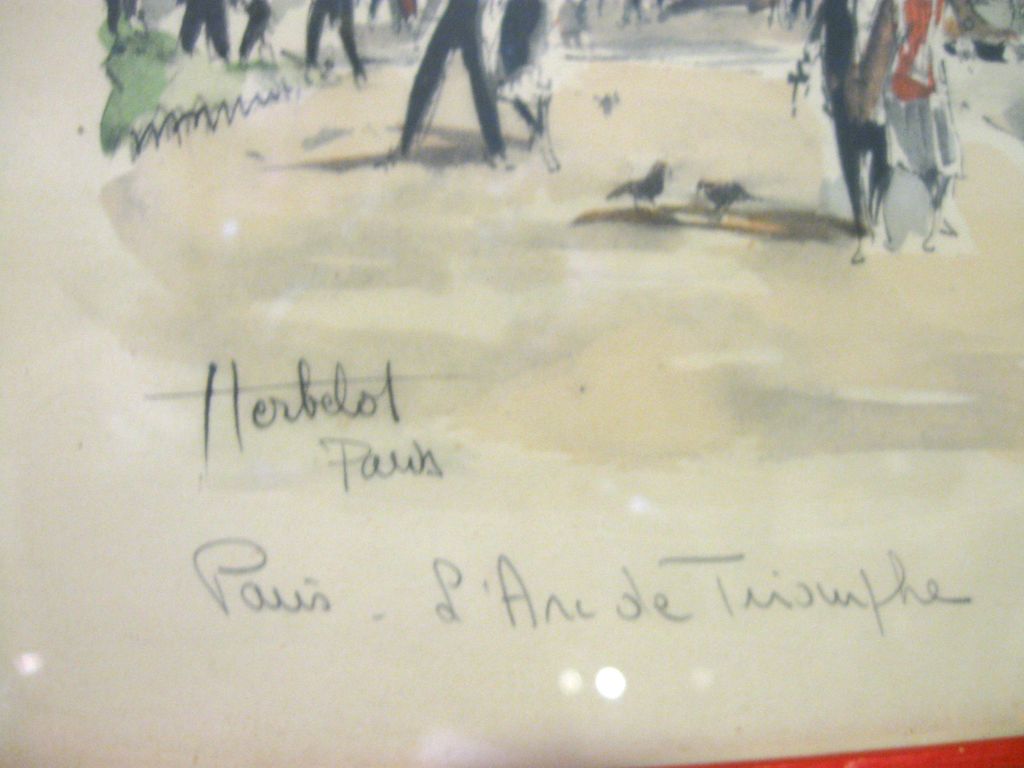 Herbelot
Paris
Paris - L'Arc de Triomphe